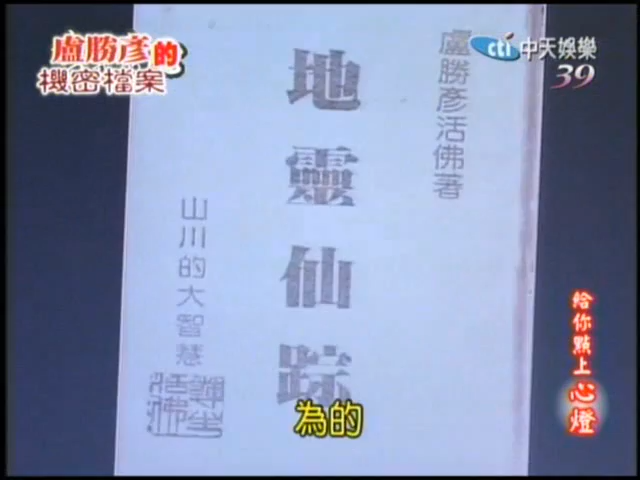 盧勝彥的
機密檔案
cti 中天娛樂
39
盧勝彥活佛著
地靈仙踪
山川的大智慧
給你點上心燈
為的